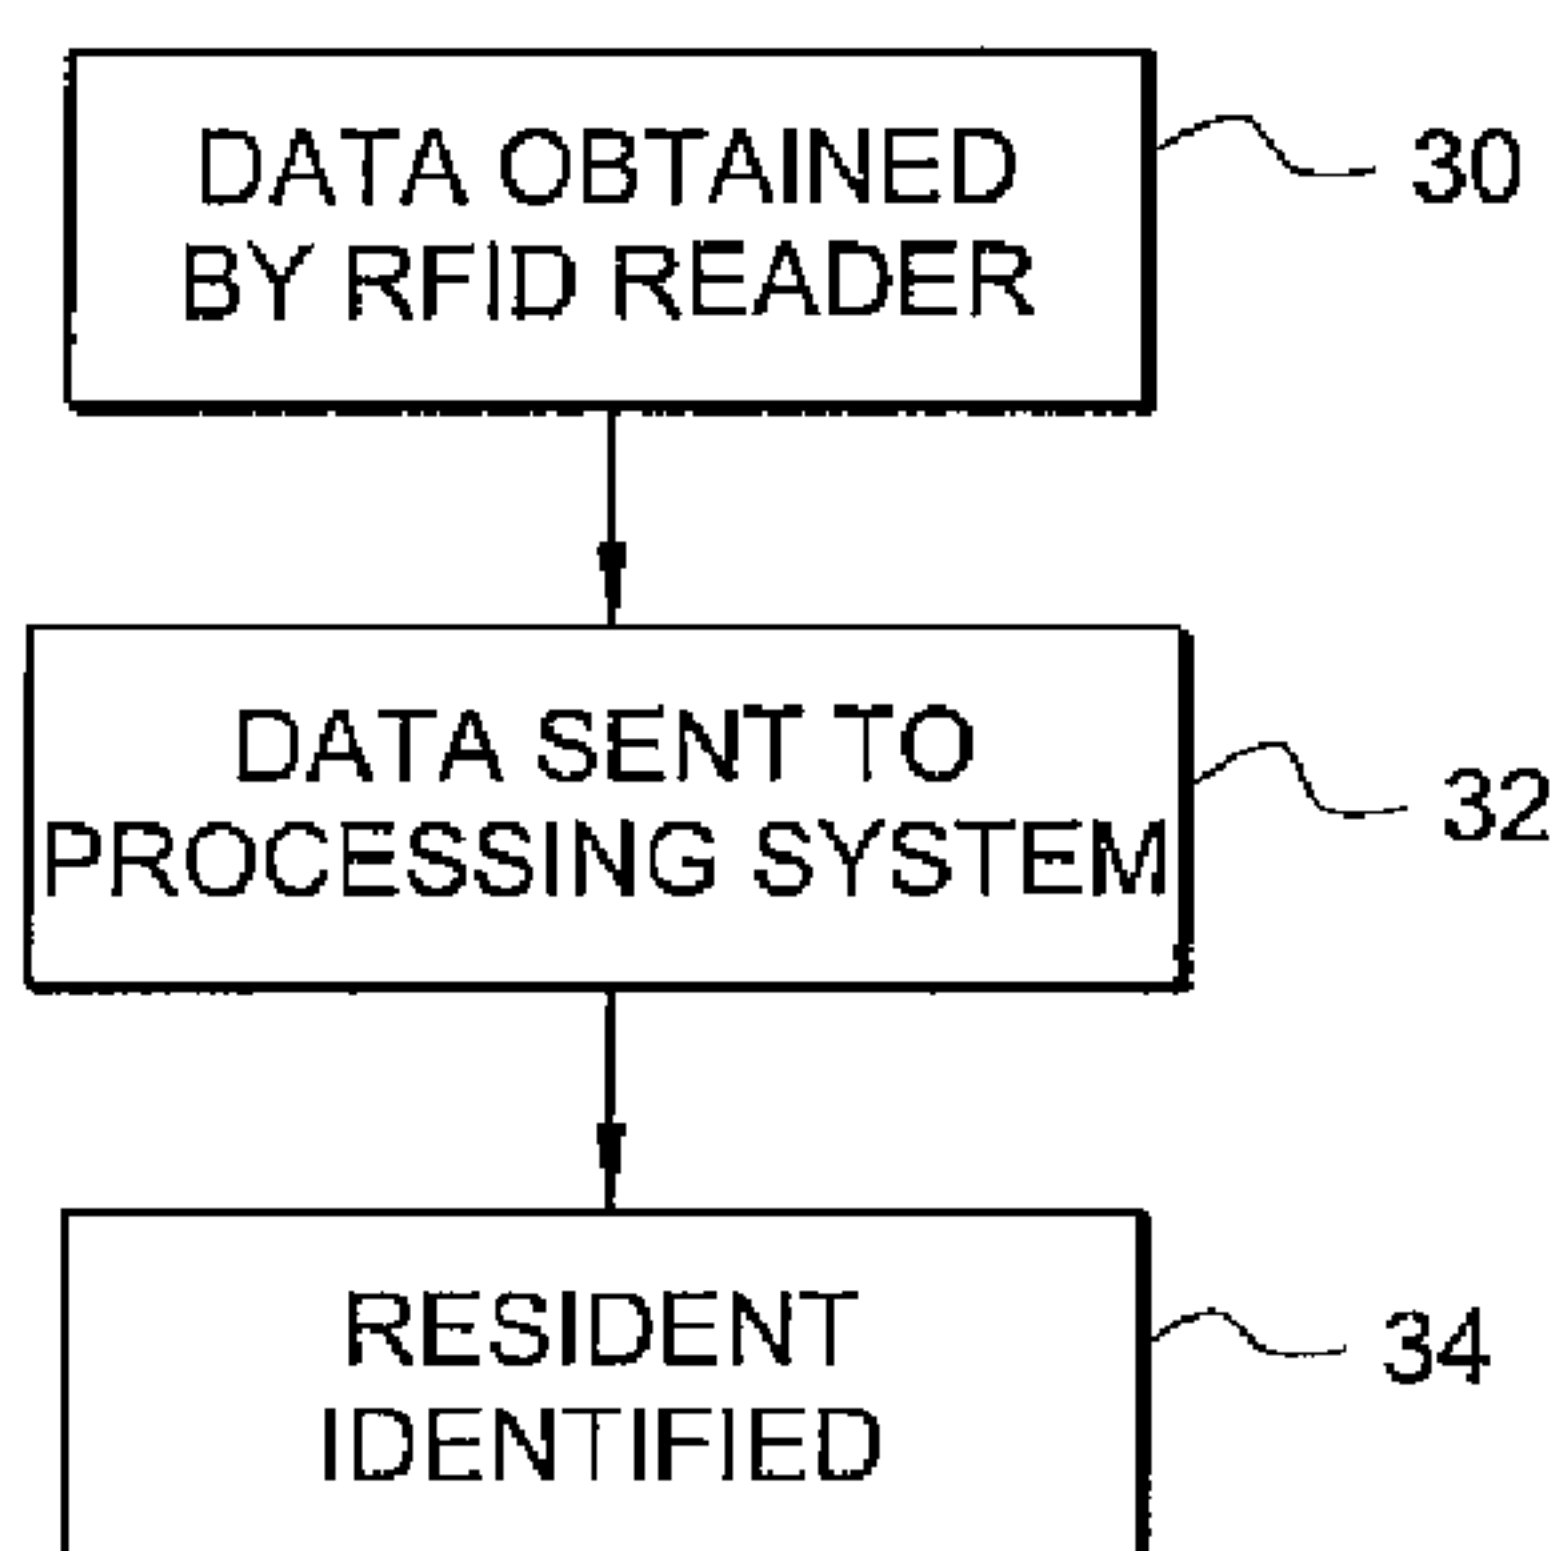 DATA OBTAINED
BY RFID READER
30
DATA SENT TO
PROCESSING SYSTEM
32
RESIDENT
IDENTIFIED
34